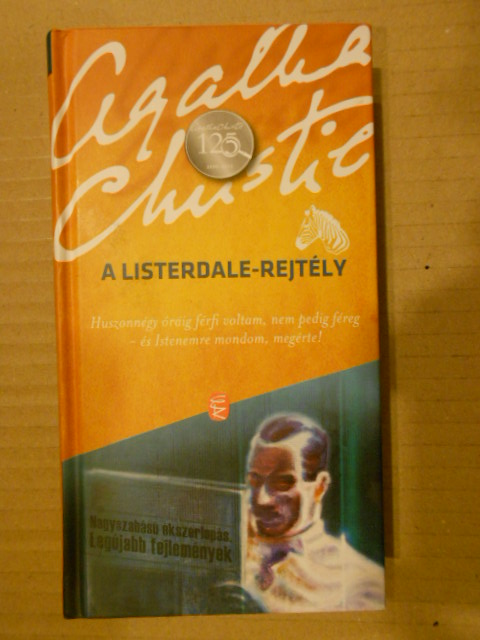 Agatha
Christie
125
A LISTERDALE-REJTÉLY
Huszonnégy óráig férfi voltam, nem pedig féreg
– és Istenemre mondom, megérte!
Nagyszabású ékszerlopás.
Legújabb fejlemények